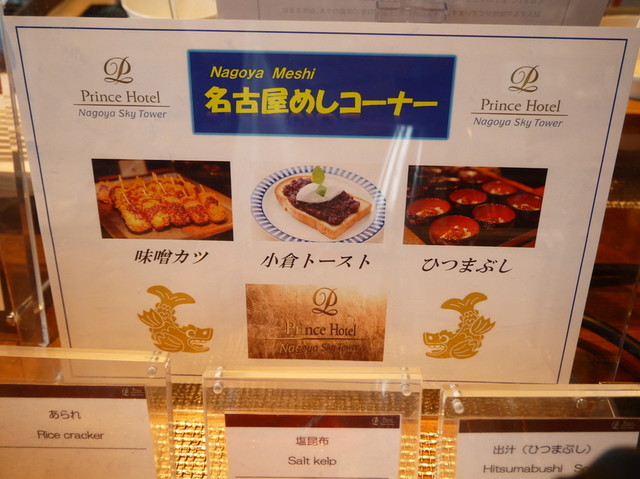 Nagoya Meshi
名古屋めしコーナー
Prince Hotel
Nagoya Sky Tower
Prince Hotel
Nagoya Sky Tower
味噌カツ
小倉トースト
ひつまぶし
Prince Hotel
Nagoya Sky Tower
あられ
Rice cracker
塩昆布
Salt kelp
出汁（ひつまぶし）
Hitsumabushi